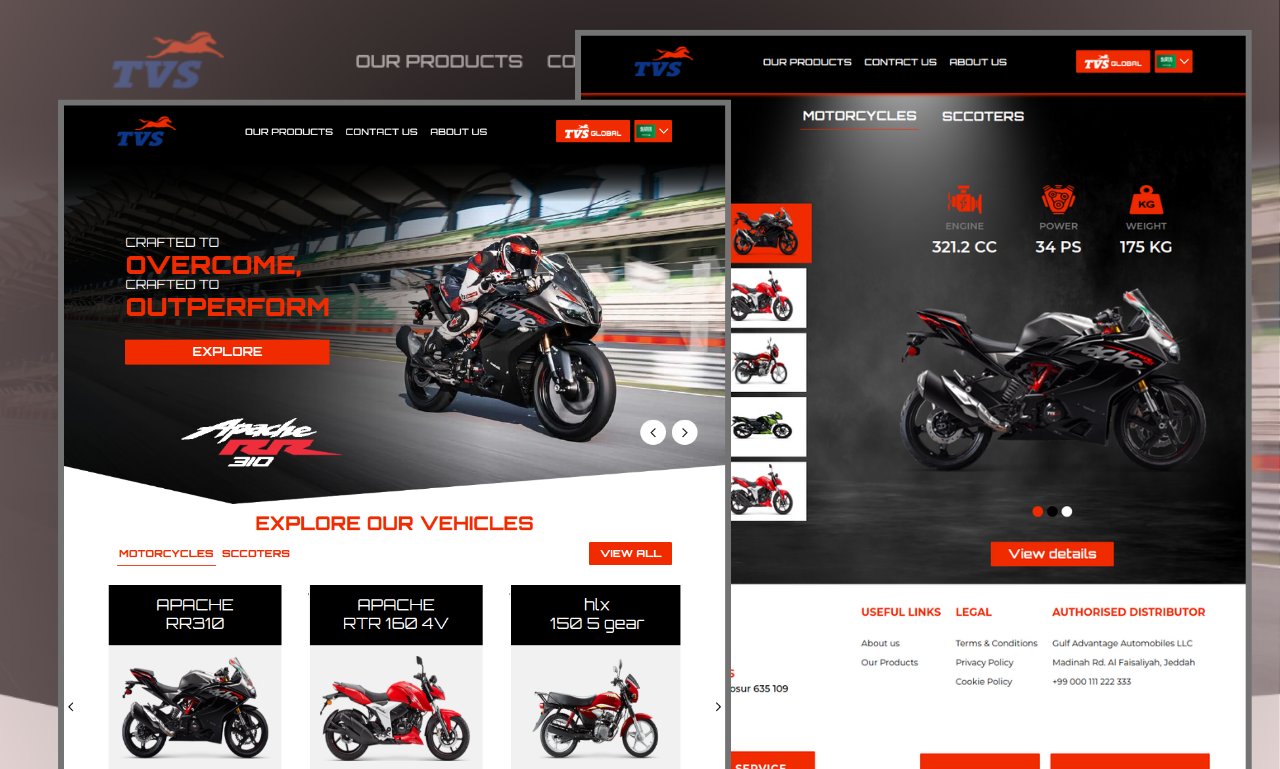 TVS
OUR PRODUCTS CO
TVS
OUR PRODUCTS CONTACT US ABOUT US
TVS GLOBAL
CRAFTED TO
OVERCOME,
CRAFTED TO
OUTPERFORM
EXPLORE
Apache
RR
310
EXPLORE OUR VEHICLES
MOTORCYCLES SCCOTERS
VIEW ALL
APACHE
RR310
APACHE
RTR 160 4V
hlx
150 5 gear
TVS
OUR PRODUCTS CONTACT US ABOUT US
TVS GLOBAL
MOTORCYCLES SCCOTERS
ENGINE
321.2 CC
POWER
34 PS
KG
WEIGHT
175 KG
View details
USEFUL LINKS
About us
Our Products
LEGAL
Terms & Conditions
Privacy Policy
Cookie Policy
AUTHORISED DISTRIBUTOR
Gulf Advantage Automobiles LLC
Madinah Rd. Al Faisaliyah, Jeddah
+99 000 111 222 333
S
osur 635 109
SERVICE